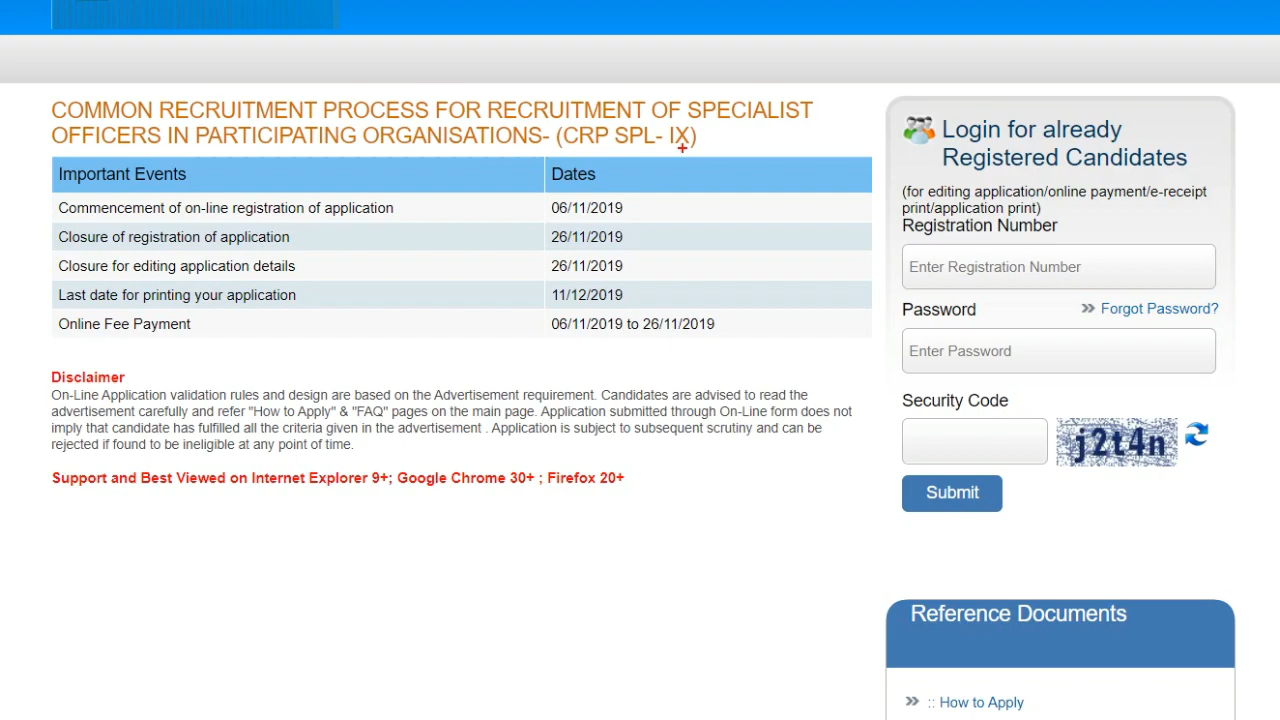 COMMON RECRUITMENT PROCESS FOR RECRUITMENT OF SPECIALIST
OFFICERS IN PARTICIPATING ORGANISATIONS- (CRP SPL- IX)
Important Events Dates
Commencement of on-line registration of application 06/11/2019
Closure of registration of application 26/11/2019
Closure for editing application details 26/11/2019
Last date for printing your application 11/12/2019
Online Fee Payment 06/11/2019 to 26/11/2019
Disclaimer
On-Line Application validation rules and design are based on the Advertisement requirement. Candidates are advised to read the
advertisement carefully and refer "How to Apply" & "FAQ" pages on the main page. Application submitted through On-Line form does not
imply that candidate has fulfilled all the criteria given in the advertisement . Application is subject to subsequent scrutiny and can be
rejected if found to be ineligible at any point of time.
Support and Best Viewed on Internet Explorer 9+; Google Chrome 30+ ; Firefox 20+
Login for already
Registered Candidates
(for editing application/online payment/e-receipt
print/application print)
Registration Number
Enter Registration Number
Password Forgot Password?
Enter Password
Security Code
j2t4n
Submit
Reference Documents
:: How to Apply